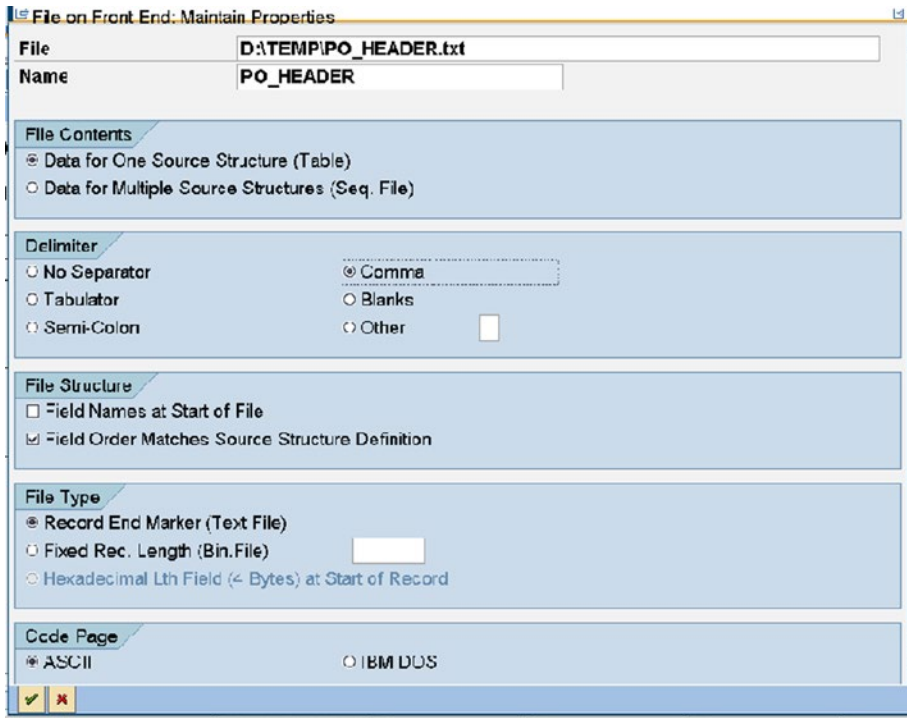 File on Front End: Maintain Properties
File D:\TEMP\PO_HEADER.txt
Name PO_HEADER
File Contents
Data for One Source Structure (Table)
Data for Multiple Source Structures (Seq. File)
Delimiter
No Separator Comma
Tabulator Blanks
Semi-Colon Other
File Structure
Field Names at Start of File
Field Order Matches Source Structure Definition
File Type
Record End Marker (Text File)
Fixed Rec. Length (Bin.File)
Hexadecimal Lth Field (4 Bytes) at Start of Record
Code Page
ASCII IBM DOS